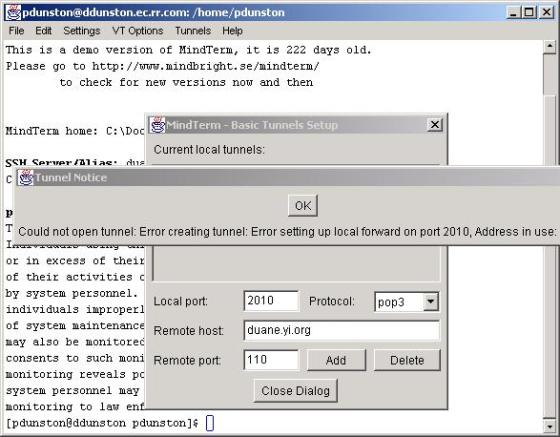 pdunston@ddunston.ec.rr.com: /home/pdunston
File Edit Settings VT Options Tunnels Help
This is a demo version of MindTerm, it is 222 days old.
Please go to http://www.mindbright.se/mindterm/
to check for new versions now and then
MindTerm home: C:\Doc
MindTerm - Basic Tunnels Setup
Current local tunnels:
SSH Server/Alias: dua
C
Tunnel Notice
OK
Could not open tunnel: Error creating tunnel: Error setting up local forward on port 2010, Address in use:
p
T
Individuals using
or in excess of their
of their activities
by system personnel.
individuals improperl
of system maintenance
may also be monitored
consents to such moni
monitoring reveals po
system personnel may
monitoring to law enf
Local port: 2010 Protocol: pop3
Remote host: duane.yi.org
Remote port: 110 Add Delete
Close Dialog
[pdunston@ddunston pdunston]$